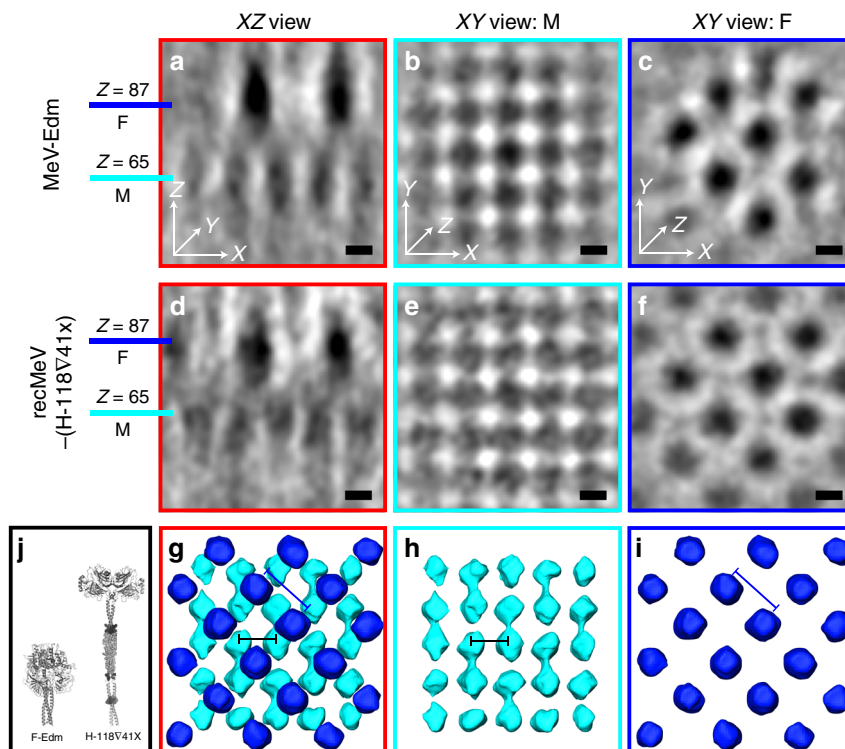 XZ view
XY view: M
XY view: F
MeV-Edm
Z = 87
F
Z = 65
M
a
Z
Y
X
b
Y
Z
X
c
Y
Z
X
recMeV
–(H-118∇41x)
Z = 87
F
Z = 65
M
d
e
f
j
F-Edm
H-118∇41X
g
h
i